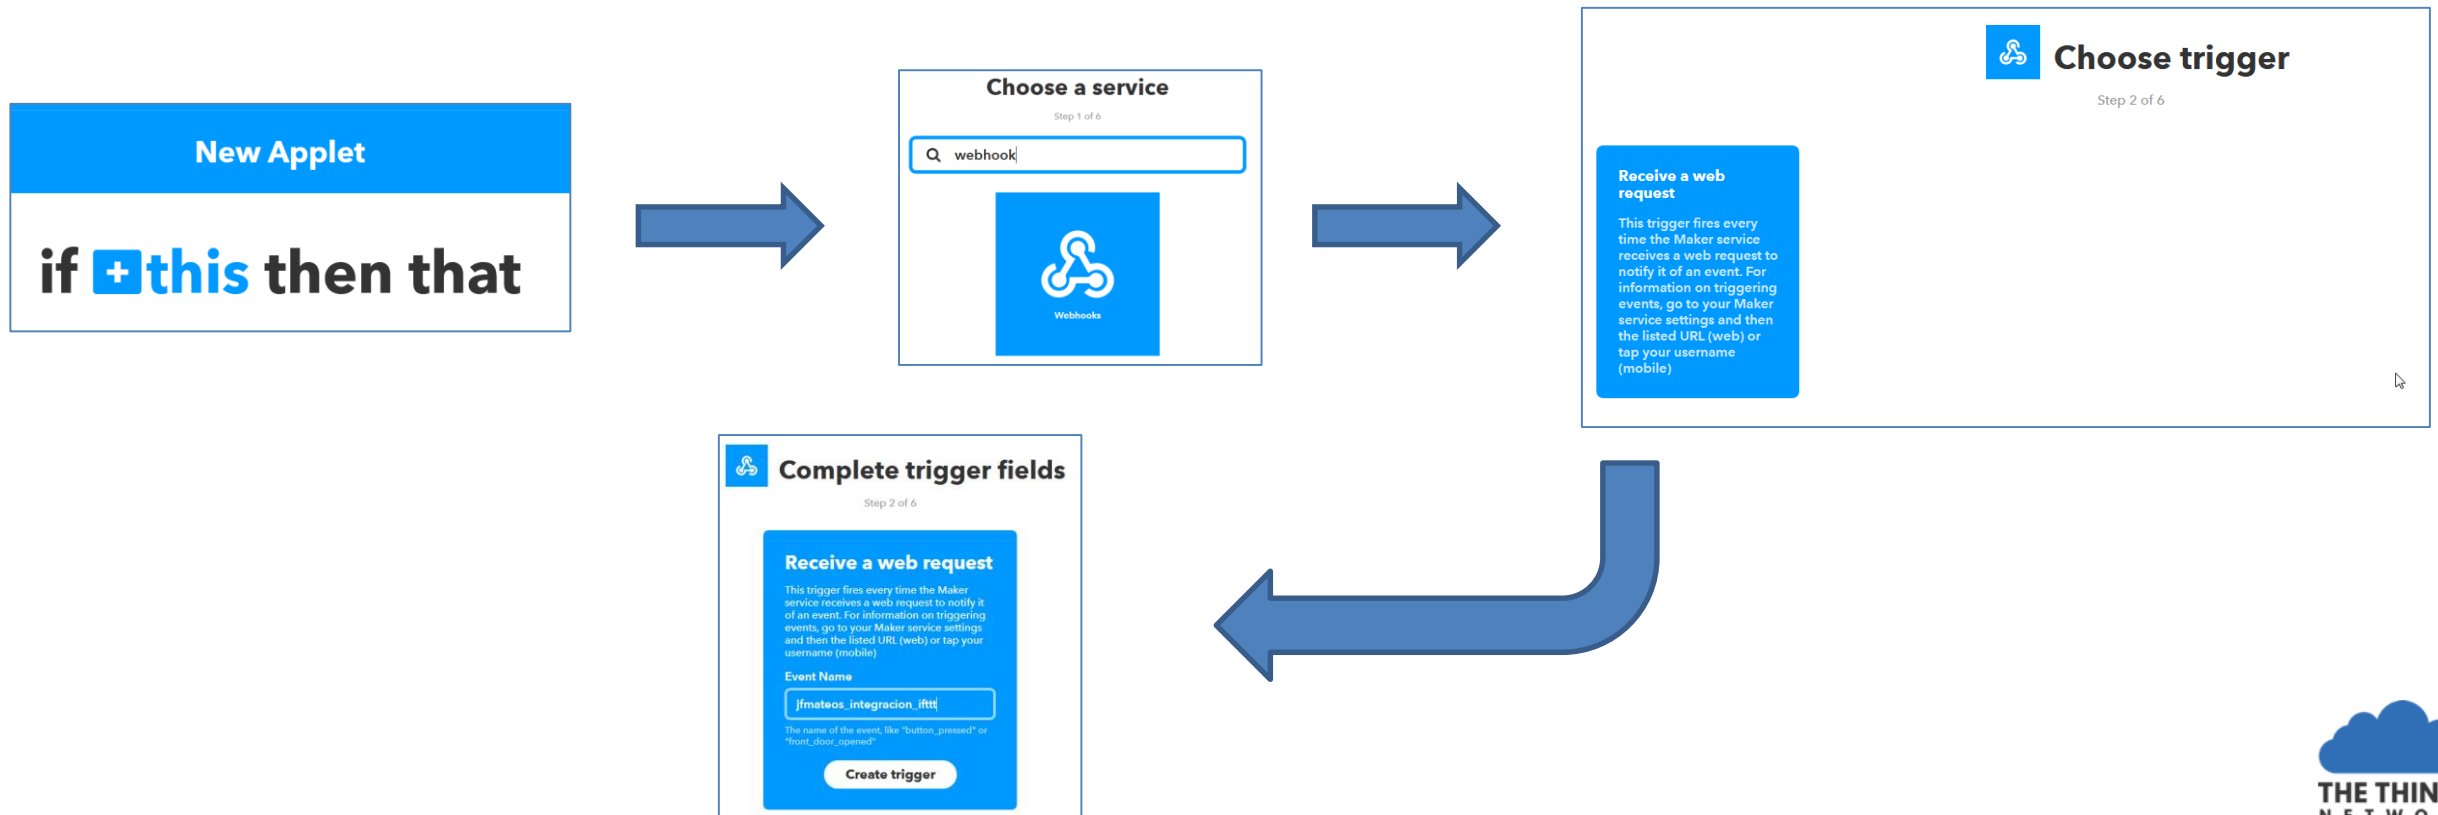 New Applet
if + this then that
Choose a service
Step 1 of 6
webhook
Webhooks
Choose trigger
Step 2 of 6
Receive a web
request
This trigger fires every
time the Maker service
receives a web request to
notify it of an event. For
information on triggering
events, go to your Maker
service settings and then
the listed URL (web) or
tap your username
(mobile)
Complete trigger fields
Step 2 of 6
Receive a web request
This trigger fires every time the Maker
service receives a web request to notify it
of an event. For information on triggering
events, go to your Maker service settings
and then the listed URL (web) or tap your
username (mobile)
Event Name
jfmateos_integracion_ifttt
The name of the event, like "button_pressed" or
"front_door_opened"
Create trigger
THE THIN
NETWO